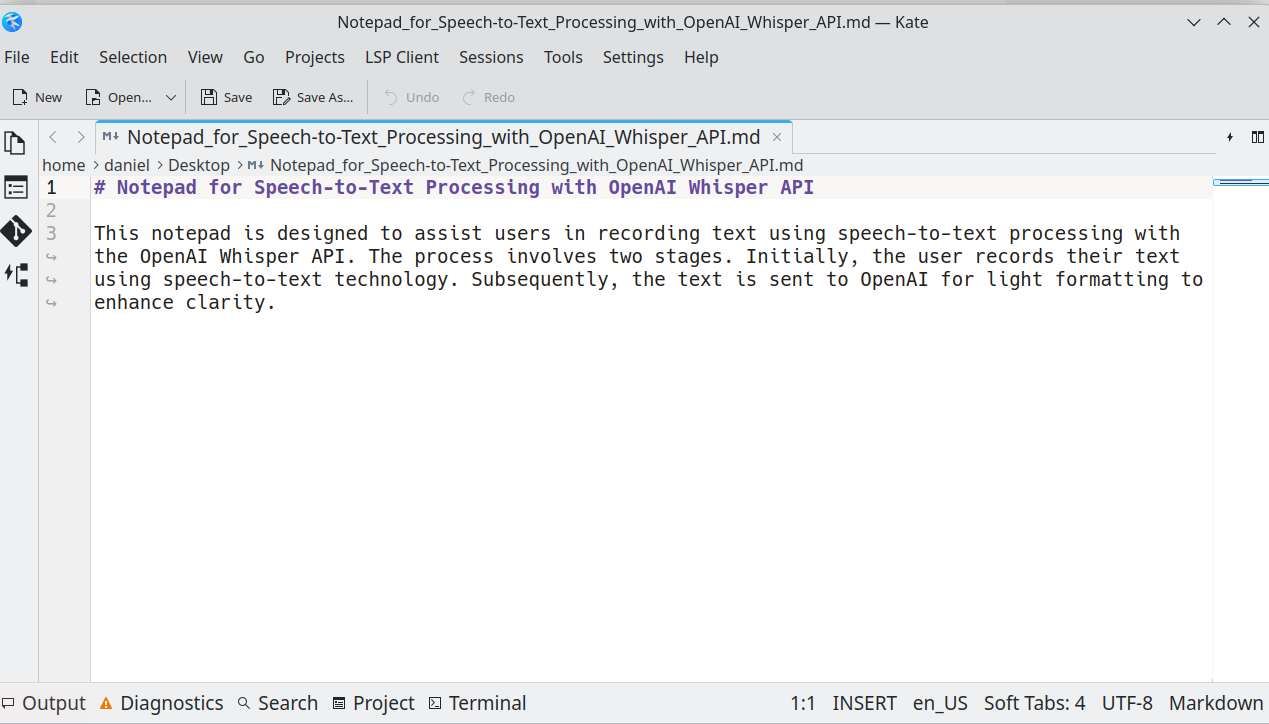 Notepad_for_Speech-to-Text_Processing_with_OpenAI_Whisper_API.md — Kate
File Edit Selection View Go Projects LSP Client Sessions Tools Settings Help
New Open... Save Save As... Undo Redo
M↓ Notepad_for_Speech-to-Text_Processing_with_OpenAI_Whisper_API.md
home > daniel > Desktop > M↓ Notepad_for_Speech-to-Text_Processing_with_OpenAI_Whisper_API.md
1 # Notepad for Speech-to-Text Processing with OpenAI Whisper API
2
3 This notepad is designed to assist users in recording text using speech-to-text processing with
the OpenAI Whisper API. The process involves two stages. Initially, the user records their text
using speech-to-text technology. Subsequently, the text is sent to OpenAI for light formatting to
enhance clarity.
Output Diagnostics Search Project Terminal 1:1 INSERT en_US Soft Tabs: 4 UTF-8 Markdown